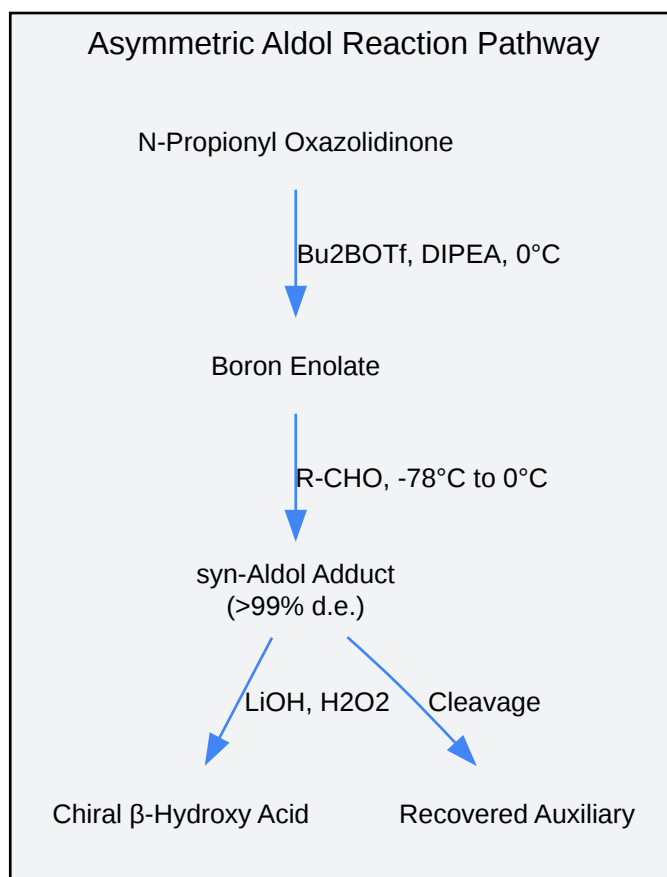 Asymmetric Aldol Reaction Pathway
N-Propionyl Oxazolidinone
Bu2BOTf, DIPEA, 0°C
Boron Enolate
R-CHO, -78°C to 0°C
syn-Aldol Adduct
(>99% d.e.)
LiOH, H2O2
Cleavage
Chiral β-Hydroxy Acid
Recovered Auxiliary